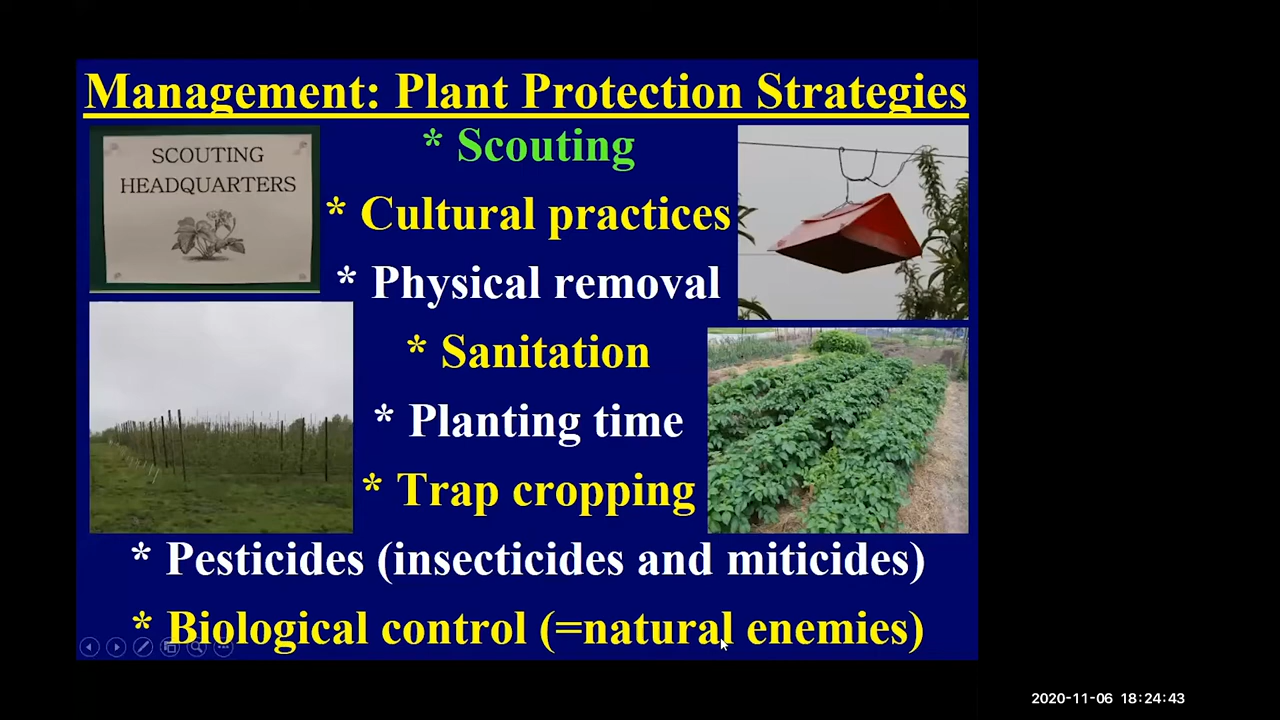 Management: Plant Protection Strategies
SCOUTING
HEADQUARTERS
* Scouting
* Cultural practices
* Physical removal
* Sanitation
* Planting time
* Trap cropping
* Pesticides (insecticides and miticides)
* Biological control (=natural enemies)
2020-11-06 18:24:43